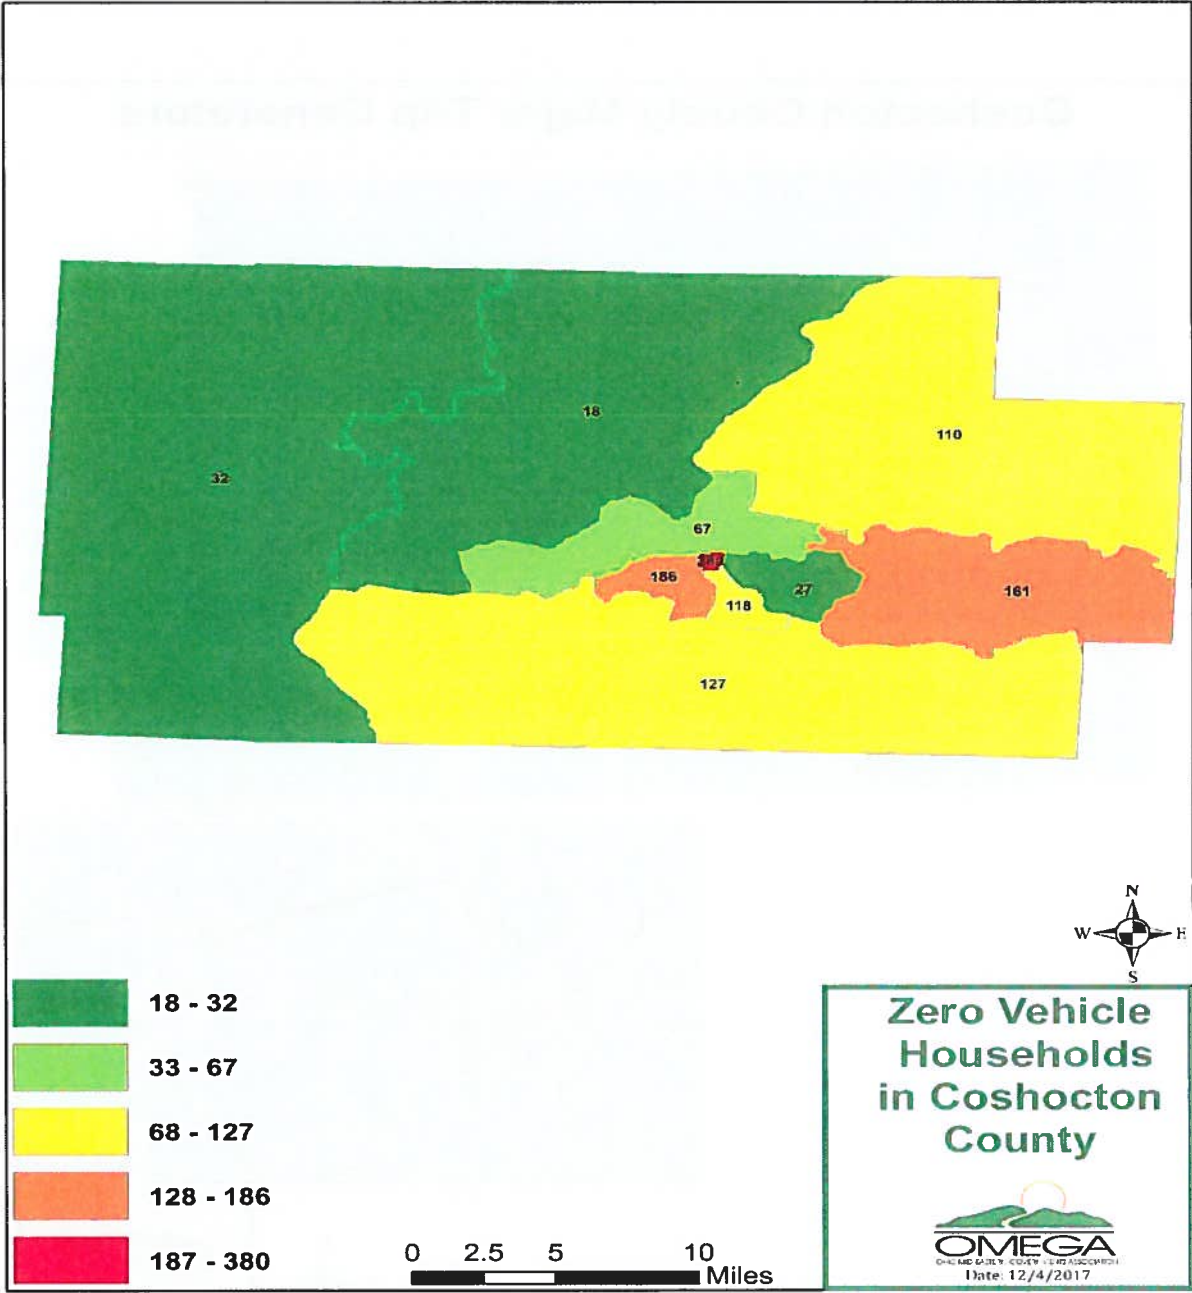 18
110
32
67
186
27
161
118
127
N
W
E
S
18 - 32
33 - 67
68 - 127
128 - 186
187 - 380
0 2.5 5 10
Miles
Zero Vehicle
Households
in Coshocton
County
OMEGA
Date: 12/4/2017